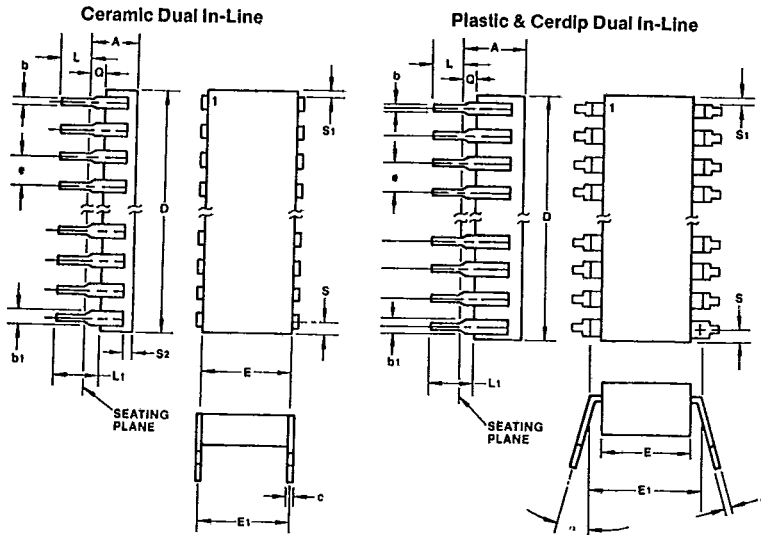 Ceramic Dual In-Line
A
L
Q
b
1
S1
e
D
S
b1
S2
L1
E
SEATING
PLANE
C
E1
Plastic & Cerdip Dual In-Line
A
L
Q
b
1
S1
e
D
S
b1
L1
SEATING
PLANE
E
E1